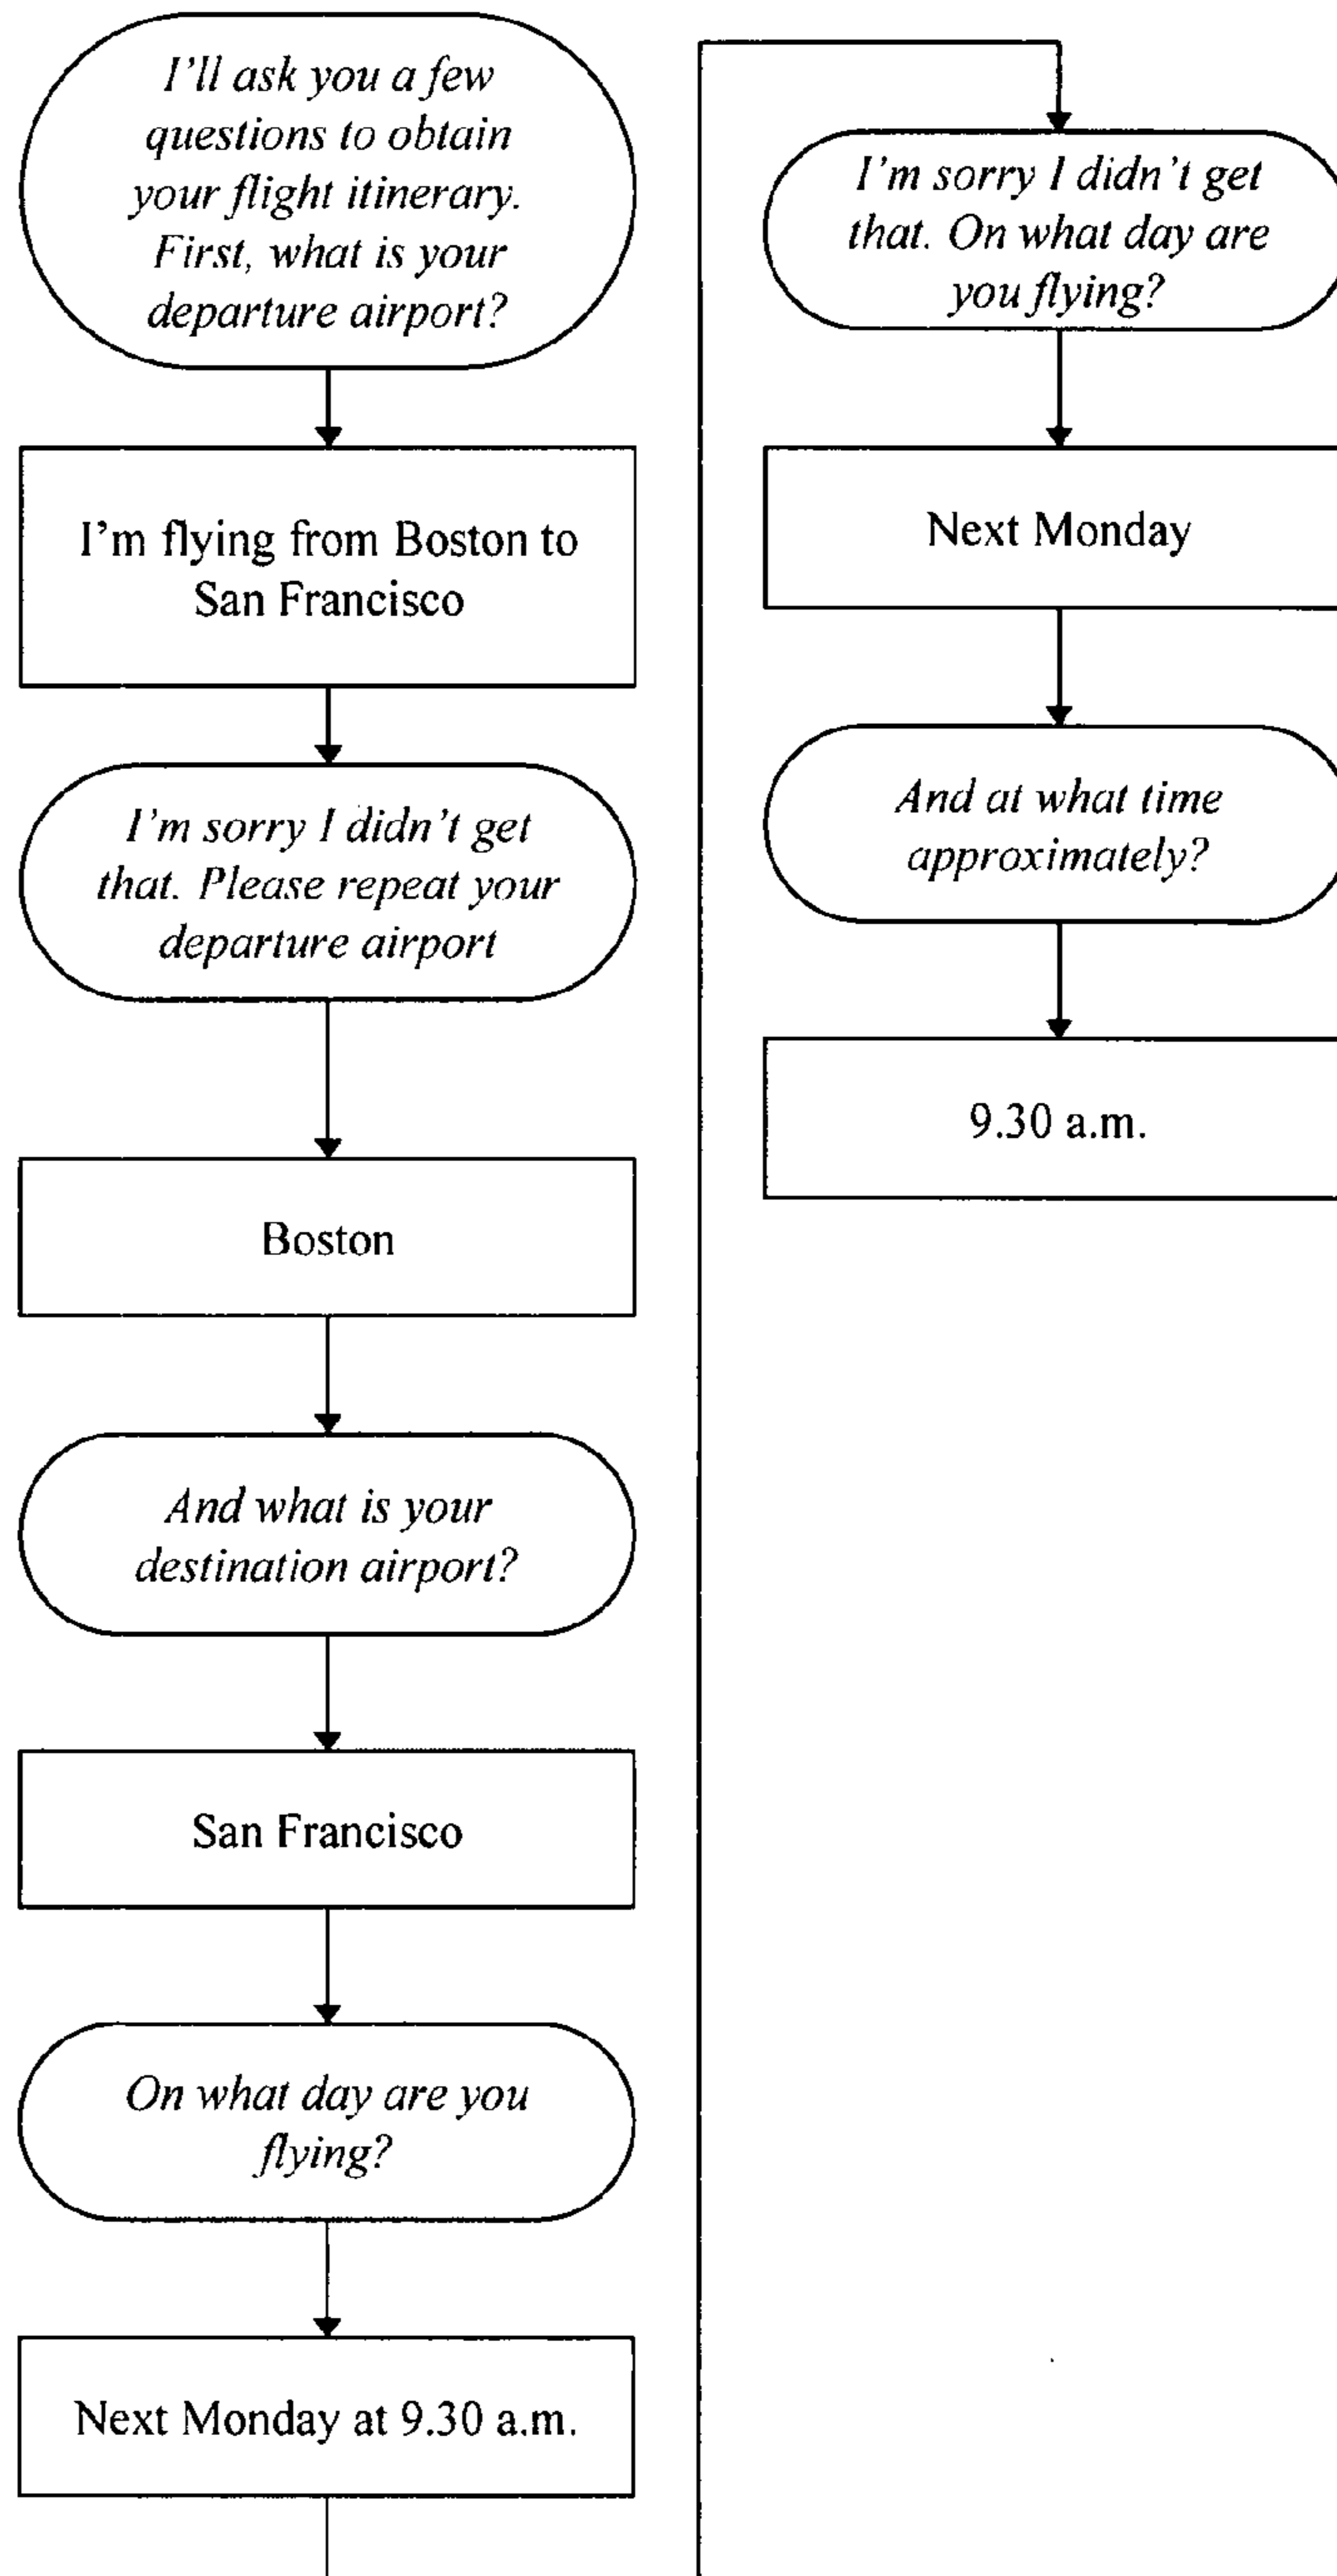 I'll ask you a few
questions to obtain
your flight itinerary.
First, what is your
departure airport?
I'm flying from Boston to
San Francisco
I'm sorry I didn't get
that. Please repeat your
departure airport
Boston
And what is your
destination airport?
San Francisco
On what day are you
flying?
Next Monday at 9.30 a.m.
I'm sorry I didn't get
that. On what day are
you flying?
Next Monday
And at what time
approximately?
9.30 a.m.